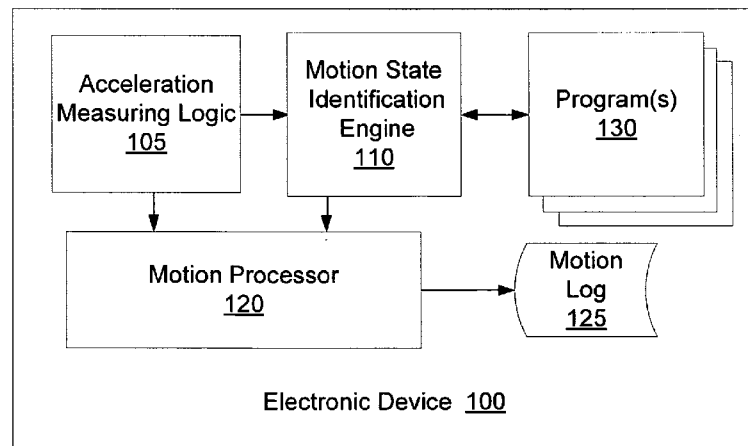 Acceleration
Measuring Logic
105
Motion State
Identification
Engine
110
Program(s)
130
Motion Processor
120
Motion
Log
125
Electronic Device 100